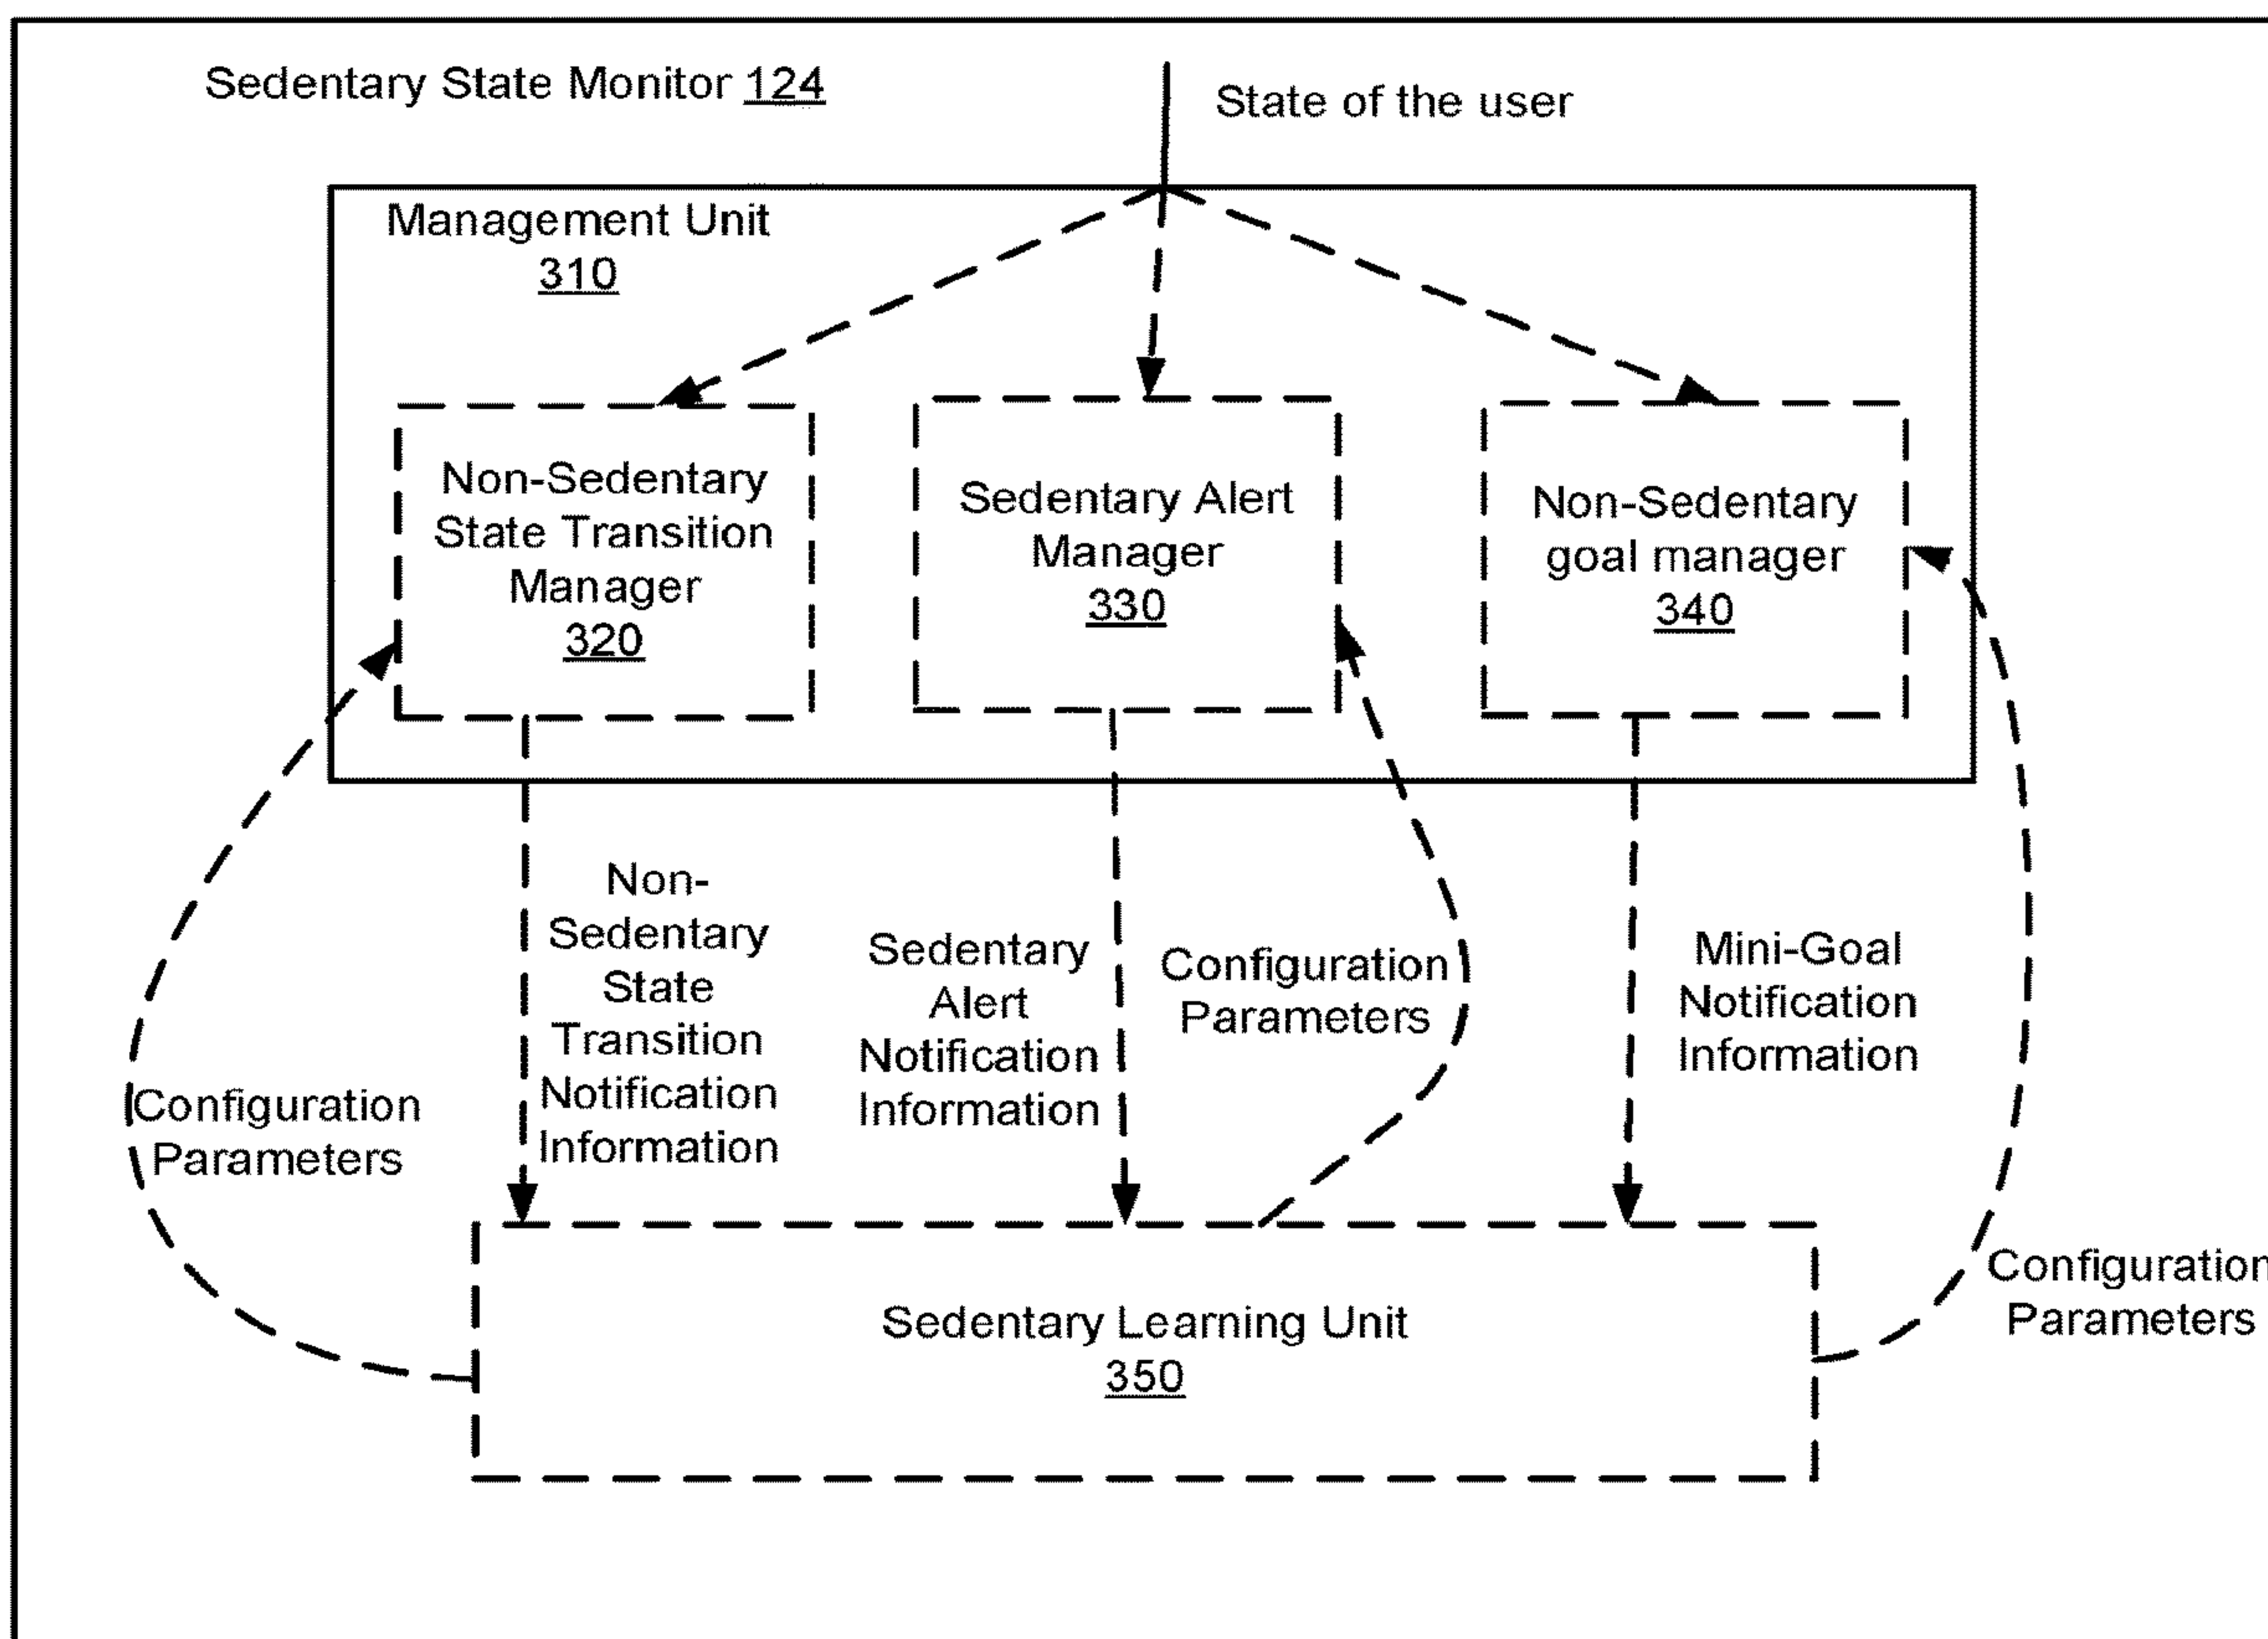 Sedentary State Monitor 124
State of the user
Management Unit
310
Non-Sedentary
State Transition
Manager
320
Sedentary Alert
Manager
330
Non-Sedentary
goal manager
340
Non-
Sedentary
State
Transition
Notification
Information
Sedentary
Alert
Notification
Information
Configuration
Parameters
Mini-Goal
Notification
Information
Configuration
Parameters
Configuration
Parameters
Sedentary Learning Unit
350